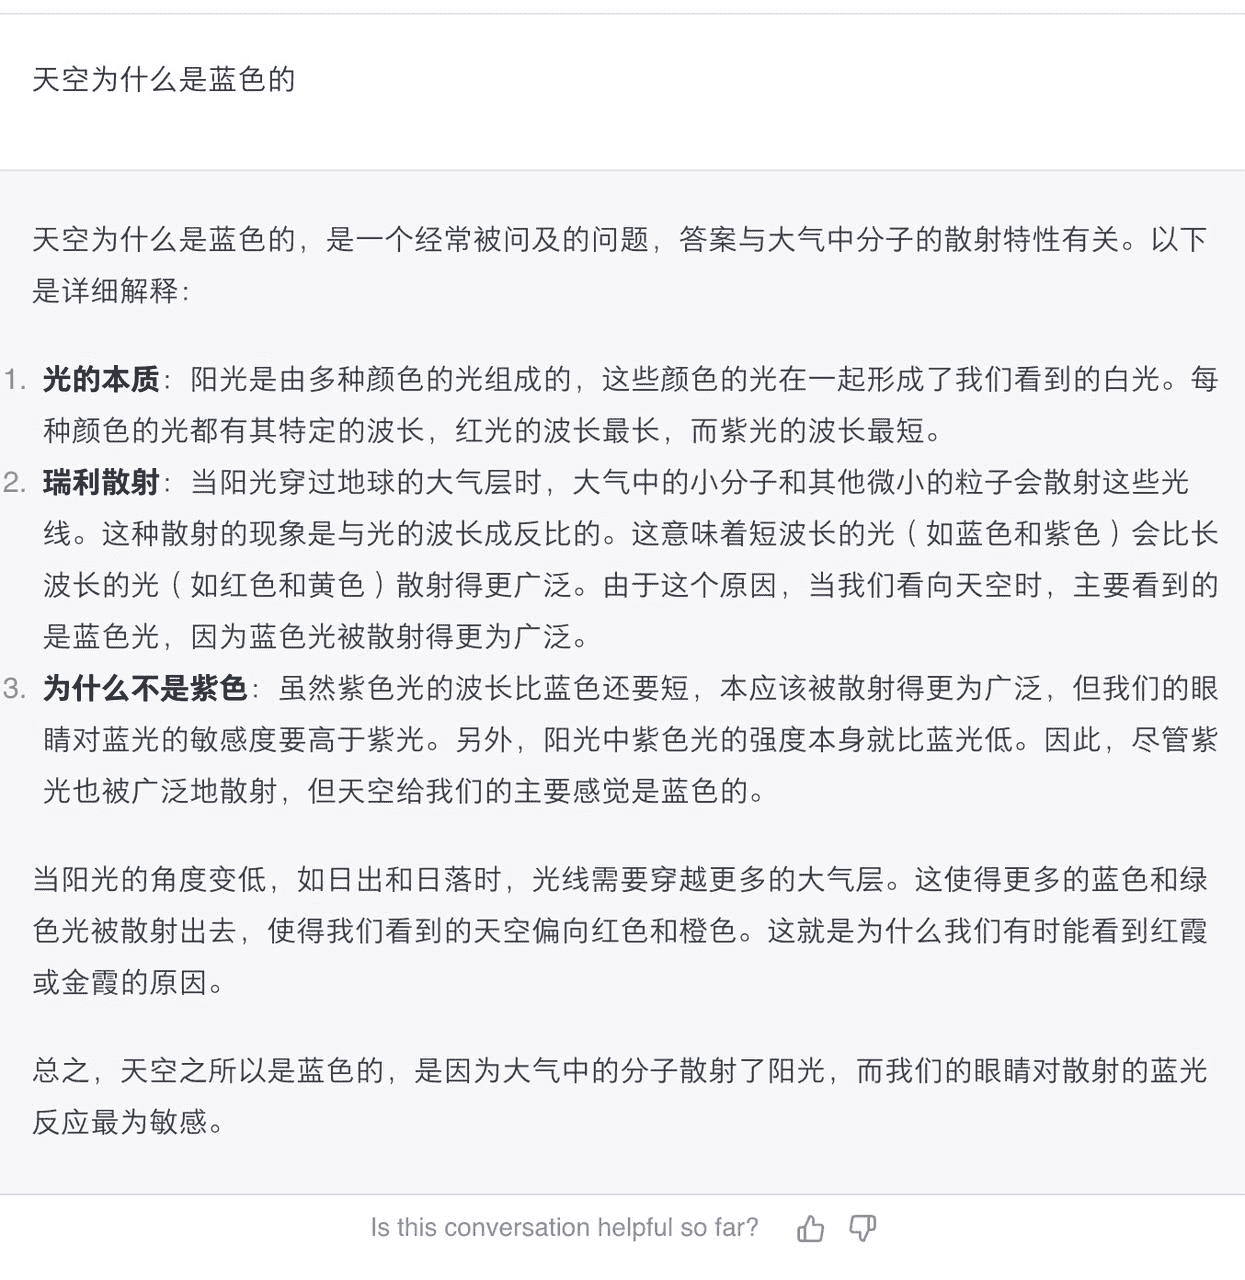 天空为什么是蓝色的
天空为什么是蓝色的，是一个经常被问及的问题，答案与大气中分子的散射特性有关。以下
是详细解释：
1. 光的本质：阳光是由多种颜色的光组成的，这些颜色的光在一起形成了我们看到的白光。每
种颜色的光都有其特定的波长，红光的波长最长，而紫光的波长最短。
2. 瑞利散射：当阳光穿过地球的大气层时，大气中的小分子和其他微小的粒子会散射这些光
线。这种散射的现象是与光的波长成反比的。这意味着短波长的光（如蓝色和紫色）会比长
波长的光（如红色和黄色）散射得更广泛。由于这个原因，当我们看向天空时，主要看到的
是蓝色光，因为蓝色光被散射得更为广泛。
3. 为什么不是紫色：虽然紫色光的波长比蓝色还要短，本应该被散射得更为广泛，但我们的眼
睛对蓝光的敏感度要高于紫光。另外，阳光中紫色光的强度本身就比蓝光低。因此，尽管紫
光也被广泛地散射，但天空给我们的主要感觉是蓝色的。
当阳光的角度变低，如日出和日落时，光线需要穿越更多的大气层。这使得更多的蓝色和绿
色光被散射出去，使得我们看到的天空偏向红色和橙色。这就是为什么我们有时能看到红霞
或金霞的原因。
总之，天空之所以是蓝色的，是因为大气中的分子散射了阳光，而我们的眼睛对散射的蓝光
反应最为敏感。
Is this conversation helpful so far?